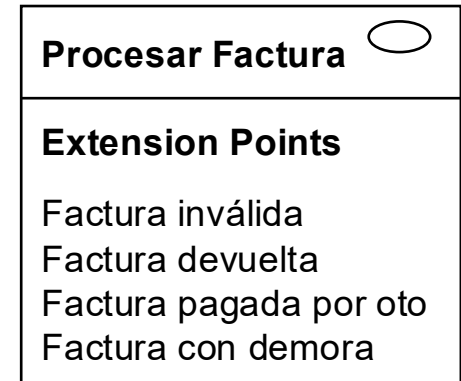 Procesar Factura
Extension Points
Factura inválida
Factura devuelta
Factura pagada por oto
Factura con demora